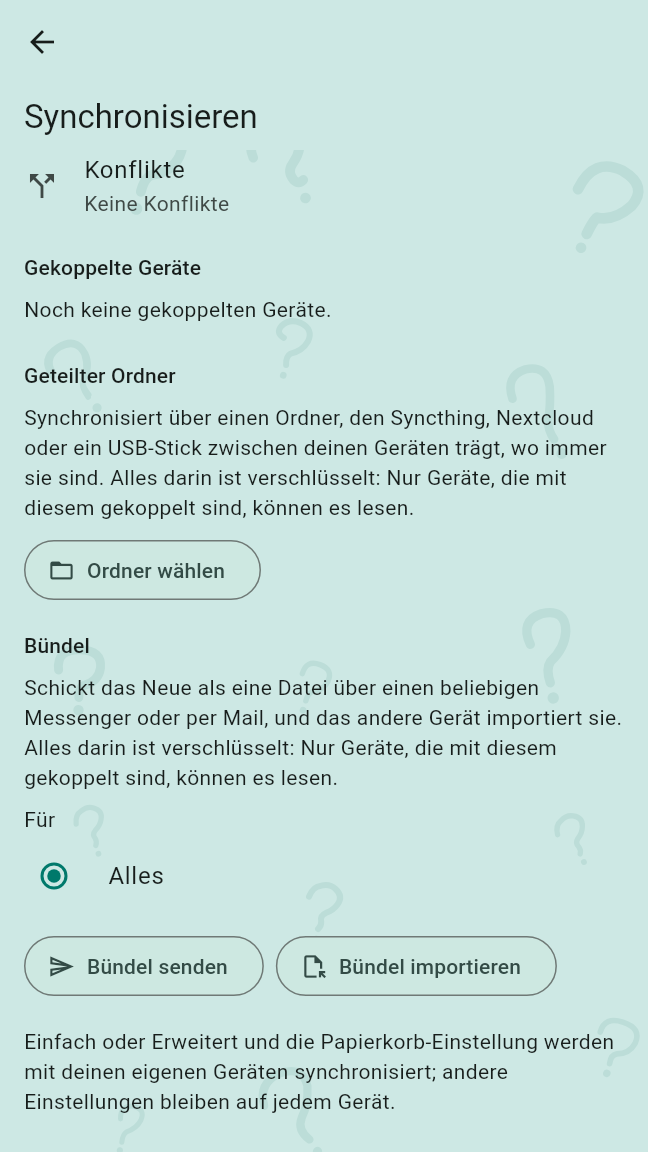 Synchronisieren
Konflikte
Keine Konflikte
Gekoppelte Geräte
Noch keine gekoppelten Geräte.
Geteilter Ordner
Synchronisiert über einen Ordner, den Syncthing, Nextcloud
oder ein USB-Stick zwischen deinen Geräten trägt, wo immer
sie sind. Alles darin ist verschlüsselt: Nur Geräte, die mit
diesem gekoppelt sind, können es lesen.
Ordner wählen
Bündel
Schickt das Neue als eine Datei über einen beliebigen
Messenger oder per Mail, und das andere Gerät importiert sie.
Alles darin ist verschlüsselt: Nur Geräte, die mit diesem
gekoppelt sind, können es lesen.
Für
Alles
Bündel senden
Bündel importieren
Einfach oder Erweitert und die Papierkorb-Einstellung werden
mit deinen eigenen Geräten synchronisiert; andere
Einstellungen bleiben auf jedem Gerät.